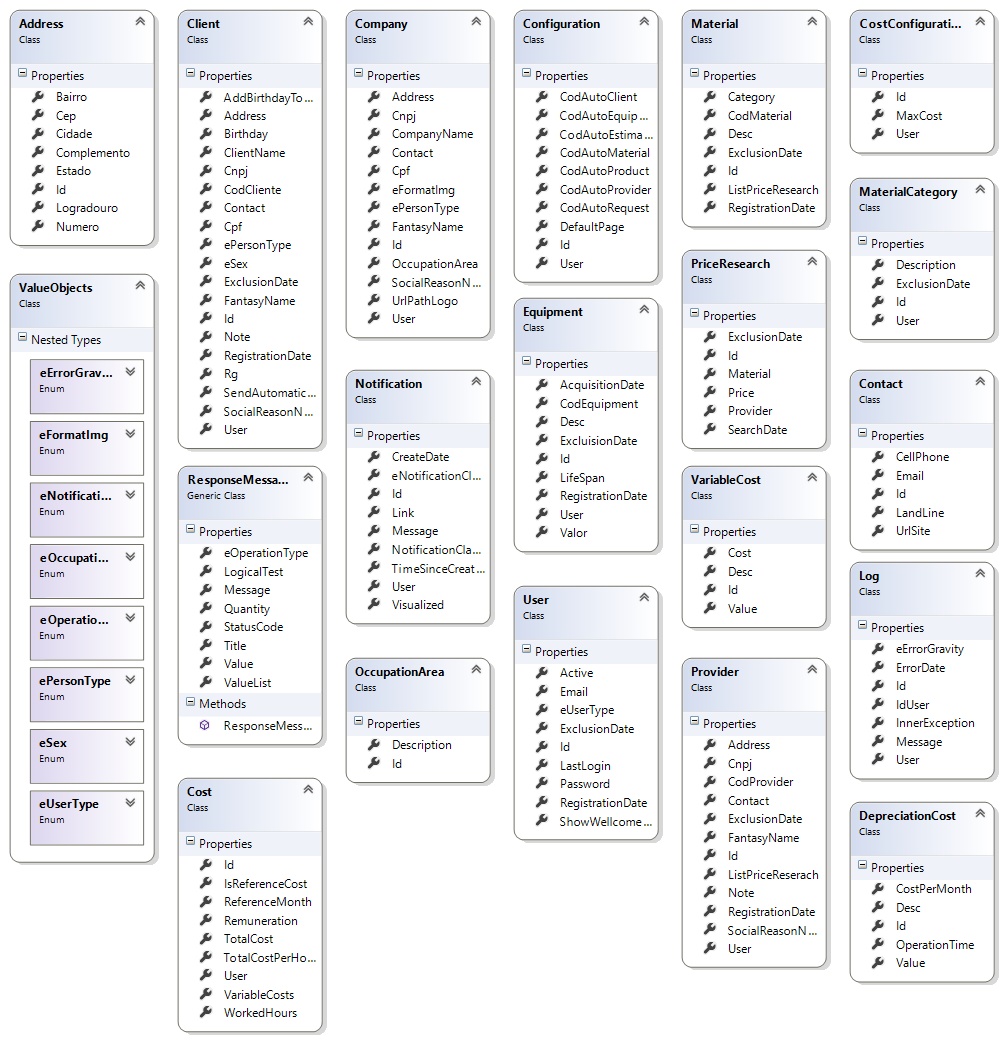 Address
Class
Properties
Bairro
Cep
Cidade
Complemento
Estado
Id
Logradouro
Numero
ValueObjects
Class
Nested Types
eErrorGrav...
Enum
eFormatImg
Enum
eNotificati...
Enum
eOccupati...
Enum
eOperatio...
Enum
ePersonType
Enum
eSex
Enum
eUserType
Enum
Client
Class
Properties
AddBirthdayTo...
Address
Birthday
ClientName
Cnpj
CodCliente
Contact
Cpf
ePersonType
eSex
ExclusionDate
FantasyName
Id
Note
RegistrationDate
Rg
SendAutomatic...
SocialReasonN...
User
ResponseMessa...
Generic Class
Properties
eOperationType
LogicalTest
Message
Quantity
StatusCode
Title
Value
ValueList
Methods
ResponseMess...
Cost
Class
Properties
Id
IsReferenceCost
ReferenceMonth
Remuneration
TotalCost
TotalCostPerHo...
User
VariableCosts
WorkedHours
Company
Class
Properties
Address
Cnpj
CompanyName
Contact
Cpf
eFormatImg
ePersonType
FantasyName
Id
OccupationArea
SocialReasonN...
UrlPathLogo
User
Notification
Class
Properties
CreateDate
eNotificationCl...
Id
Link
Message
NotificationCla...
TimeSinceCreat...
User
Visualized
OccupationArea
Class
Properties
Description
Id
Configuration
Class
Properties
CodAutoClient
CodAutoEquip...
CodAutoEstima...
CodAutoMaterial
CodAutoProduct
CodAutoProvider
CodAutoRequest
DefaultPage
Id
User
Equipment
Class
Properties
AcquisitionDate
CodEquipment
Desc
ExcluisionDate
Id
LifeSpan
RegistrationDate
User
Valor
User
Class
Properties
Active
Email
eUserType
ExclusionDate
Id
LastLogin
Password
RegistrationDate
ShowWellcome...
Material
Class
Properties
Category
CodMaterial
Desc
ExclusionDate
Id
ListPriceResearch
RegistrationDate
PriceResearch
Class
Properties
ExclusionDate
Id
Material
Price
Provider
SearchDate
VariableCost
Class
Properties
Cost
Desc
Id
Value
Provider
Class
Properties
Address
Cnpj
CodProvider
Contact
ExclusionDate
FantasyName
Id
ListPriceReserach
Note
RegistrationDate
SocialReasonN...
User
CostConfigurati...
Class
Properties
Id
MaxCost
User
MaterialCategory
Class
Properties
Description
ExclusionDate
Id
User
Contact
Class
Properties
CellPhone
Email
Id
LandLine
UrlSite
Log
Class
Properties
eErrorGravity
ErrorDate
Id
IdUser
InnerException
Message
User
DepreciationCost
Class
Properties
CostPerMonth
Desc
Id
OperationTime
Value